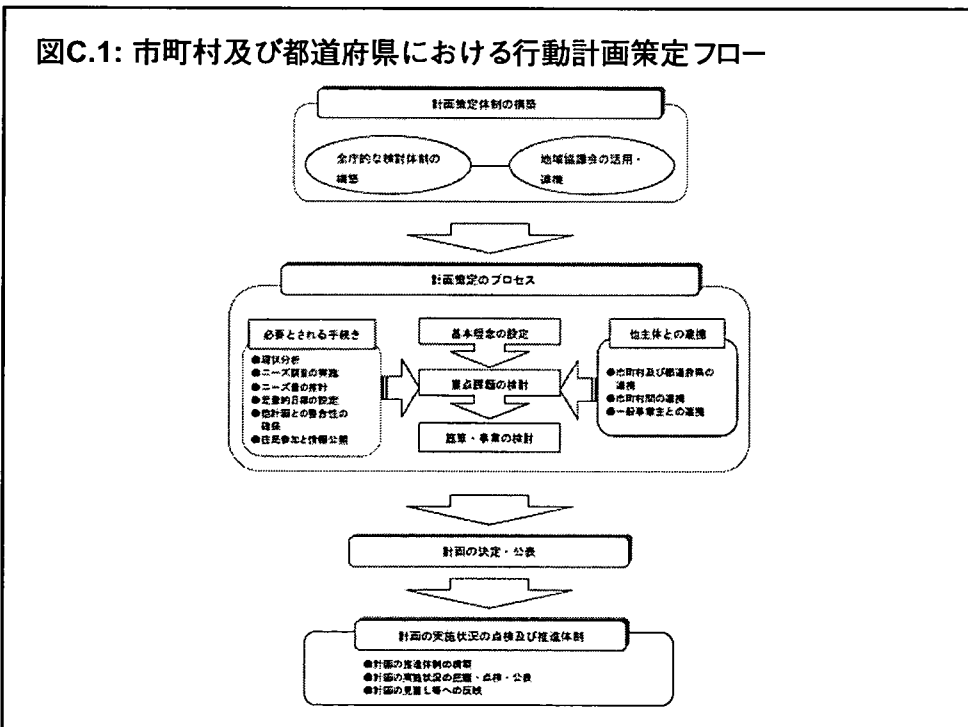 図C.1: 市町村及び都道府県における行動計画策定フロー
計画策定体制の構築
全庁的な検討体制の
構築
地域協議会の活用・
連携
計画策定のプロセス
必要とされる手続き
●現状分析
●ニーズ調査の実施
●ニーズ量の推計
●定量的目標の設定
●他計画との整合性の
確保
●住民参加と情報公開
基本理念の設定
重点課題の検討
施策・事業の検討
他主体との連携
●市町村及び都道府県の
連携
●市町村間の連携
●一般事業主との連携
計画の決定・公表
計画の実施状況の点検及び推進体制
●計画の推進体制の構築
●計画の実施状況の把握・点検・公表
●計画の見直し等への反映